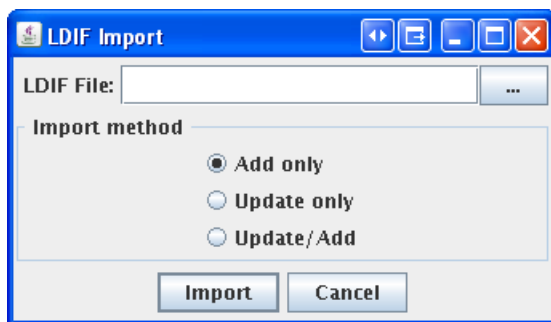 LDIF Import
LDIF File: ...
Import method
Add only
Update only
Update/Add
Import Cancel